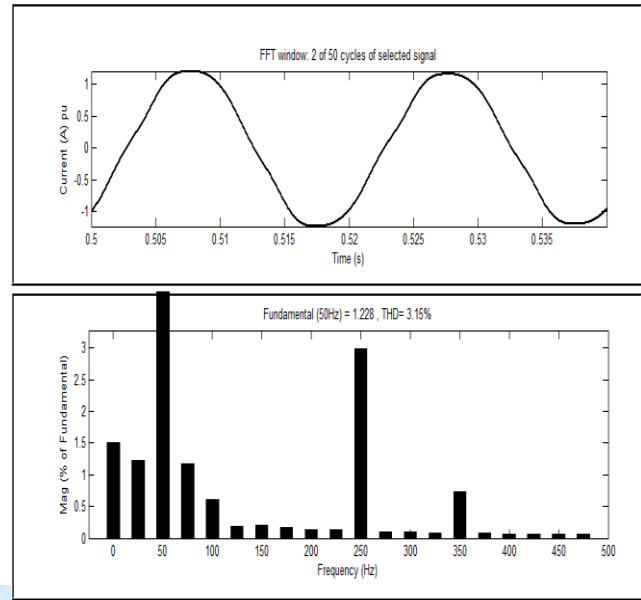 FFT window: 2 of 50 cycles of selected signal
1
0.5
0
-0.5
-1
Current (A) pu
0.5 0.505 0.51 0.515 0.52 0.525 0.53 0.535
Time (s)
Fundamental (50Hz) = 1.228 , THD= 3.15%
3
2.5
2
1.5
1
0.5
0
Mag (% of Fundamental)
0 50 100 150 200 250 300 350 400 450 500
Frequency (Hz)